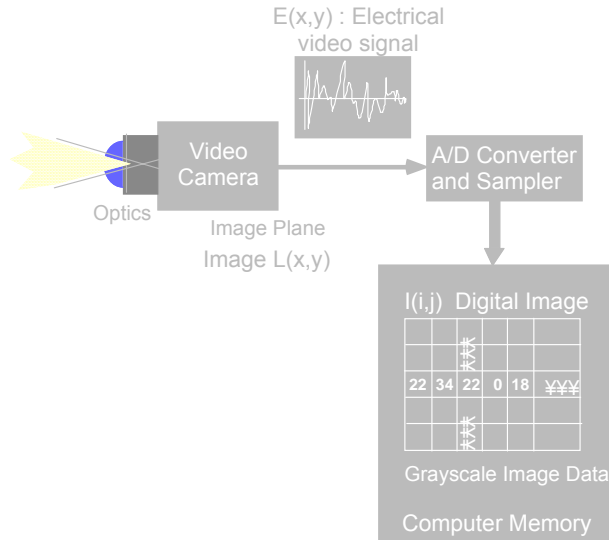 E(x,y) : Electrical
video signal
Video
Camera
A/D Converter
and Sampler
Optics
Image Plane
Image L(x,y)
I(i,j) Digital Image
¥¥¥
22 34 22 0 18 ¥¥¥
¥¥¥
Grayscale Image Data
Computer Memory